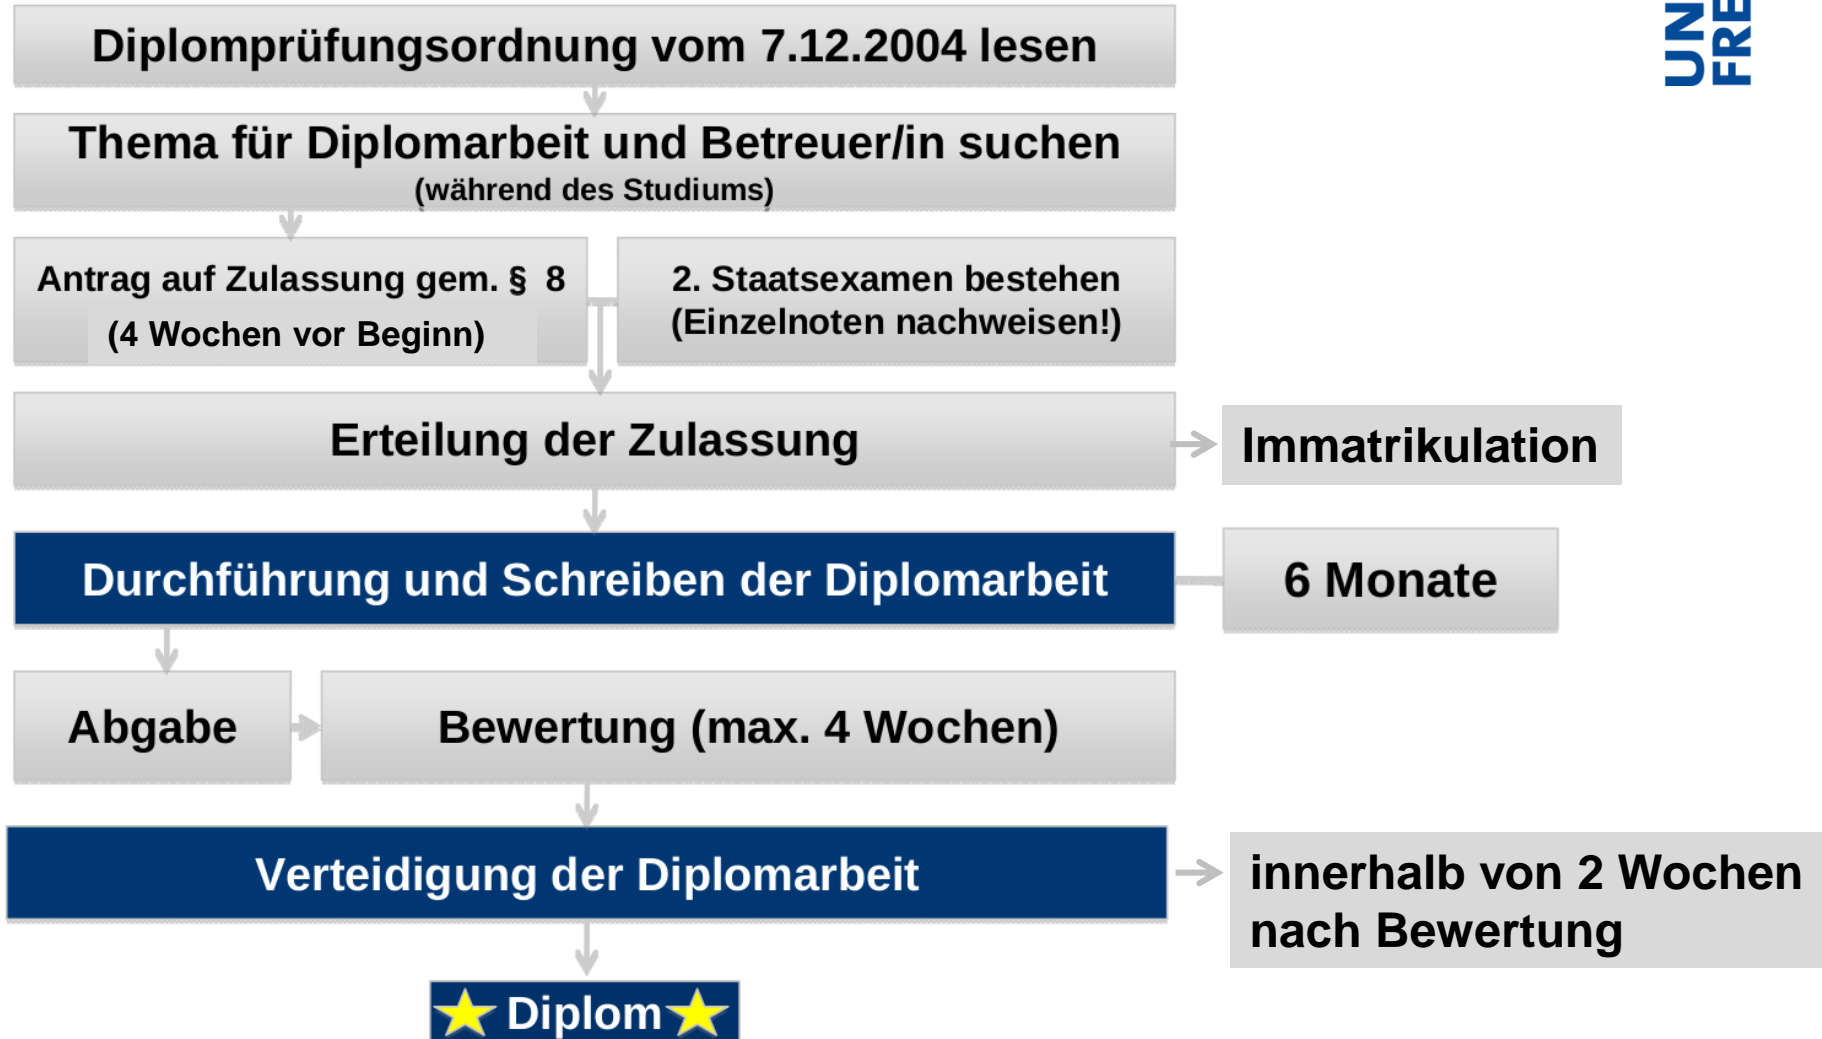 UN
FRE
Diplomprüfungsordnung vom 7.12.2004 lesen
Thema für Diplomarbeit und Betreuer/in suchen
(während des Studiums)
Antrag auf Zulassung gem. § 8
(4 Wochen vor Beginn)
2. Staatsexamen bestehen
(Einzelnoten nachweisen!)
Erteilung der Zulassung
Immatrikulation
Durchführung und Schreiben der Diplomarbeit
6 Monate
Abgabe
Bewertung (max. 4 Wochen)
Verteidigung der Diplomarbeit
innerhalb von 2 Wochen
nach Bewertung
Diplom